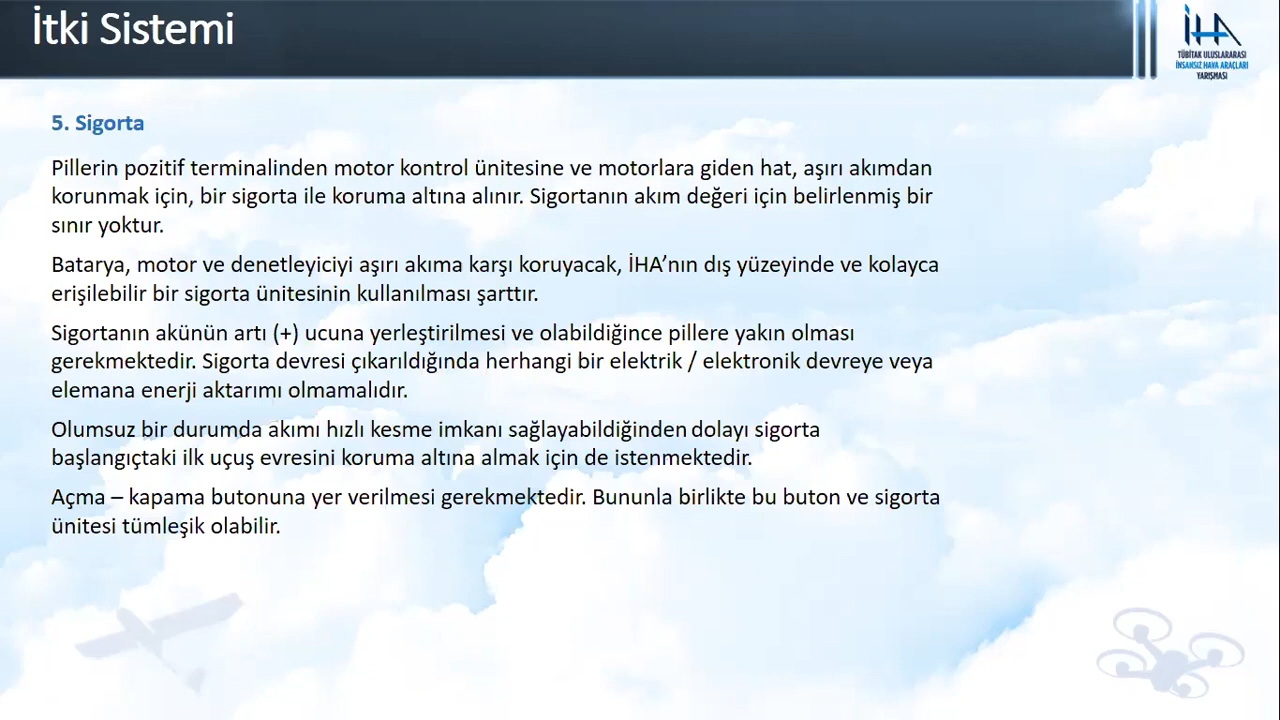 İtki Sistemi
İHA
TÜBİTAK ULUSLARARASI
İNSANSIZ HAVA ARAÇLARI
YARIŞMASI
5. Sigorta
Pillerin pozitif terminalinden motor kontrol ünitesine ve motorlara giden hat, aşırı akımdan
korunmak için, bir sigorta ile koruma altına alınır. Sigortanın akım değeri için belirlenmiş bir
sınır yoktur.
Batarya, motor ve denetleyiciyi aşırı akıma karşı koruyacak, İHA’nın dış yüzeyinde ve kolayca
erişilebilir bir sigorta ünitesinin kullanılması şarttır.
Sigortanın akünün artı (+) ucuna yerleştirilmesi ve olabildiğince pillere yakın olması
gerekmektedir. Sigorta devresi çıkarıldığında herhangi bir elektrik / elektronik devreye veya
elemana enerji aktarımı olmamalıdır.
Olumsuz bir durumda akımı hızlı kesme imkanı sağlayabildiğinden dolayı sigorta
başlangıçtaki ilk uçuş evresini koruma altına almak için de istenmektedir.
Açma – kapama butonuna yer verilmesi gerekmektedir. Bununla birlikte bu buton ve sigorta
ünitesi tümleşik olabilir.